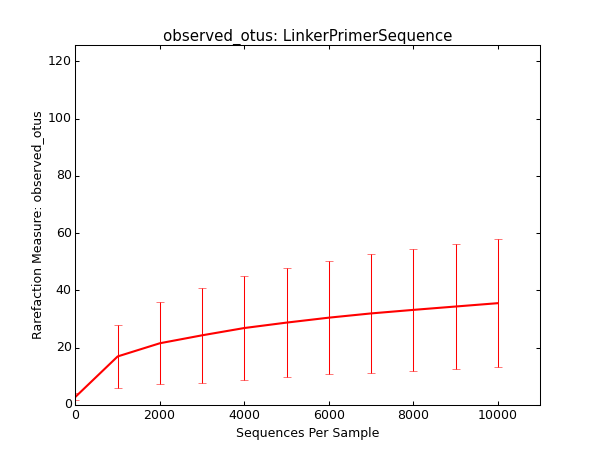 observed_otus: LinkerPrimerSequence
120
100
80
60
40
20
0
Rarefaction Measure: observed_otus
0 2000 4000 6000 8000 10000
Sequences Per Sample